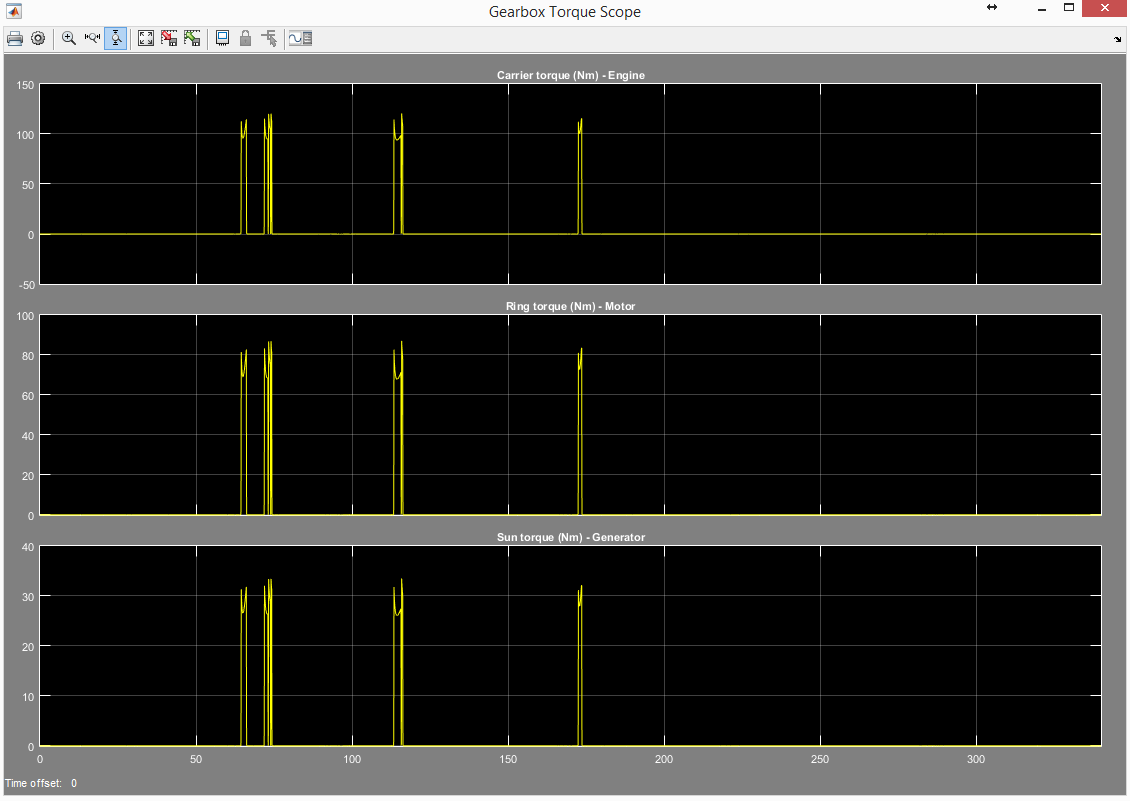 Gearbox Torque Scope
Carrier torque (Nm) - Engine
150
100
50
0
-50
Ring torque (Nm) - Motor
100
80
60
40
20
0
Sun torque (Nm) - Generator
40
30
20
10
0
0 50 100 150 200 250 300
Time offset: 0